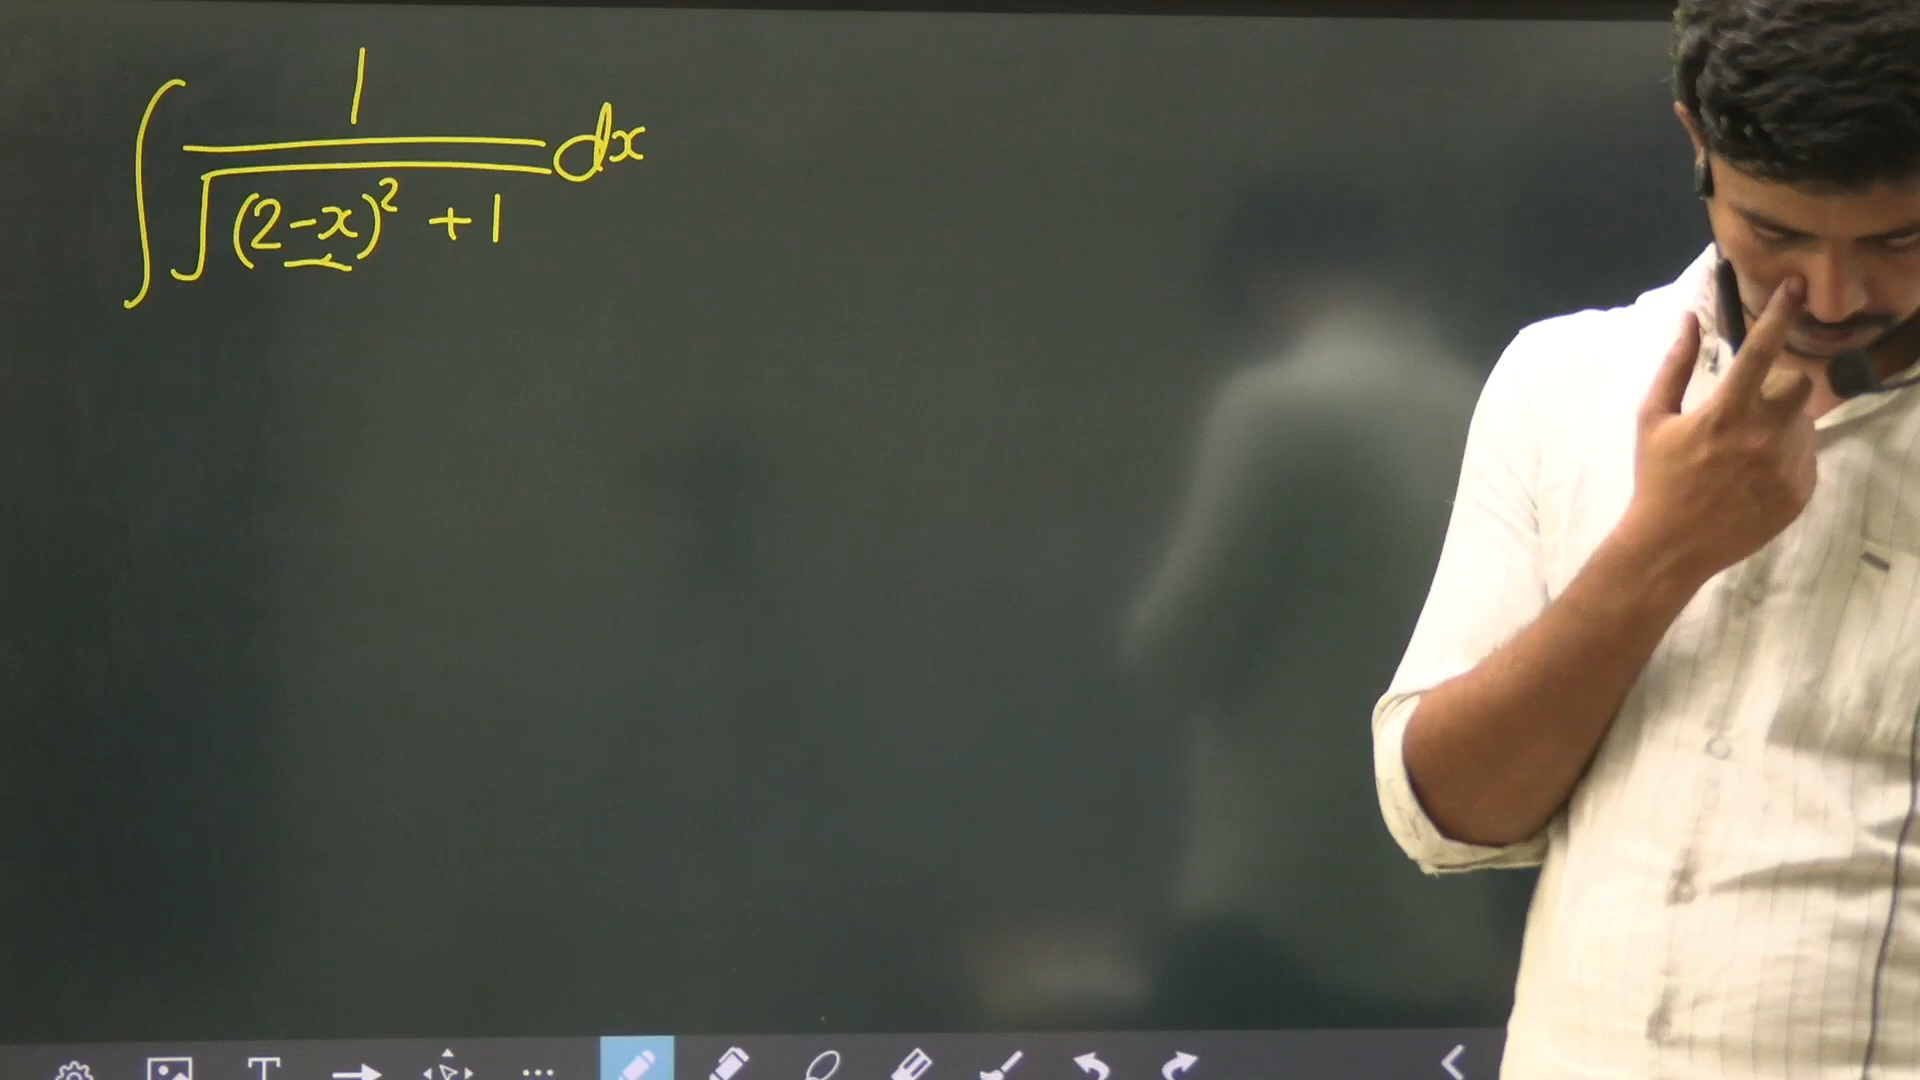 ∫ 1/√((2-x)² + 1) dx
T